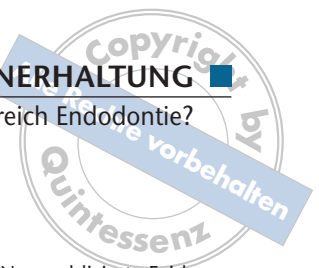 NERHALTUNG
reich Endodontie?
Copyright by
Rechte vorbehalten
Quintessenz